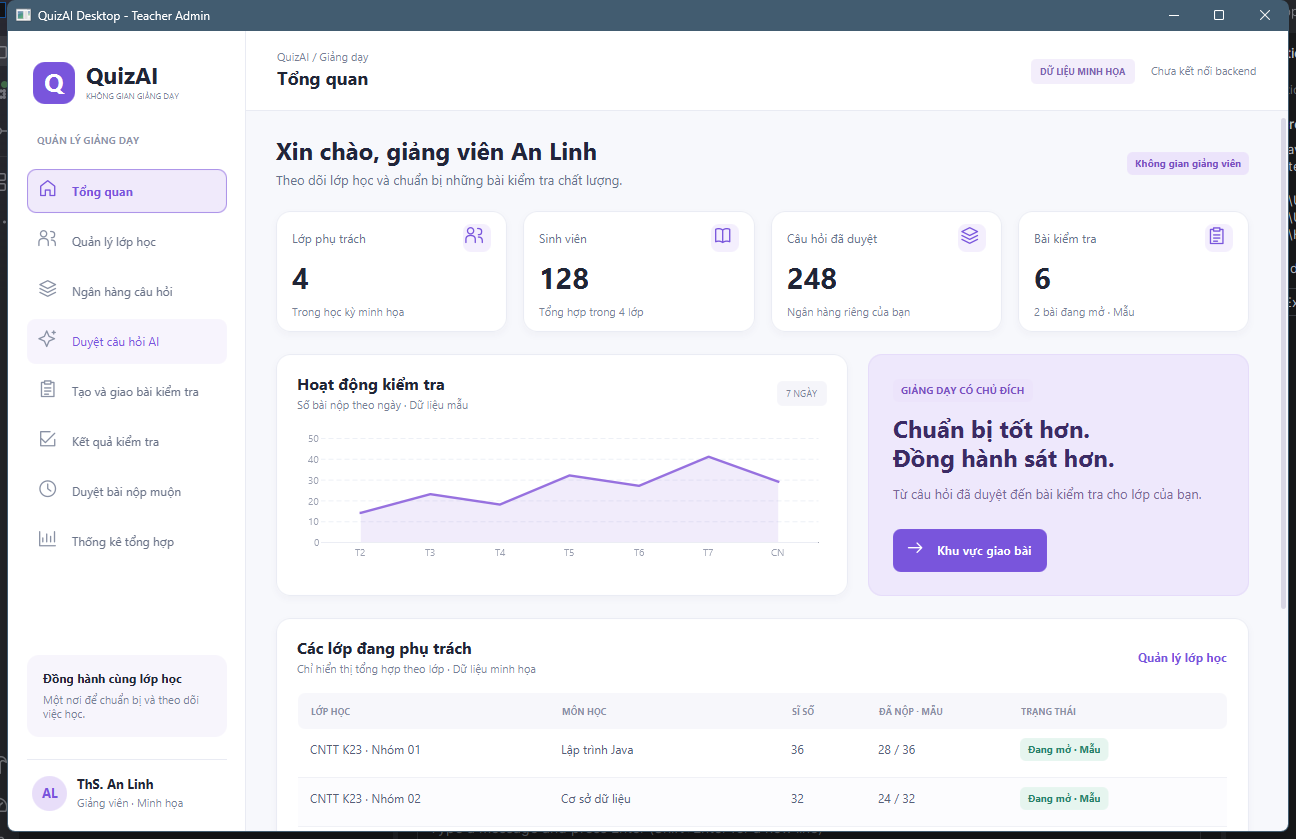 QuizAI Desktop - Teacher Admin
Q
QuizAI
KHÔNG GIAN GIẢNG DẠY
QUẢN LÝ GIẢNG DẠY
Tổng quan
Quản lý lớp học
Ngân hàng câu hỏi
Duyệt câu hỏi AI
Tạo và giao bài kiểm tra
Kết quả kiểm tra
Duyệt bài nộp muộn
Thống kê tổng hợp
Đồng hành cùng lớp học
Một nơi để chuẩn bị và theo dõi
việc học.
AL
ThS. An Linh
Giảng viên · Minh họa
QuizAI / Giảng dạy
Tổng quan
DỮ LIỆU MINH HỌA
Chưa kết nối backend
Xin chào, giảng viên An Linh
Theo dõi lớp học và chuẩn bị những bài kiểm tra chất lượng.
Không gian giảng viên
Lớp phụ trách
4
Trong học kỳ minh họa
Sinh viên
128
Tổng hợp trong 4 lớp
Câu hỏi đã duyệt
248
Ngân hàng riêng của bạn
Bài kiểm tra
6
2 bài đang mở · Mẫu
Hoạt động kiểm tra
Số bài nộp theo ngày · Dữ liệu mẫu
7 NGÀY
50
40
30
20
10
0
T2 T3 T4 T5 T6 T7 CN
GIẢNG DẠY CÓ CHỦ ĐÍCH
Chuẩn bị tốt hơn.
Đồng hành sát hơn.
Từ câu hỏi đã duyệt đến bài kiểm tra cho lớp của bạn.
Khu vực giao bài
Các lớp đang phụ trách
Chỉ hiển thị tổng hợp theo lớp · Dữ liệu minh họa
Quản lý lớp học
LỚP HỌC MÔN HỌC SĨ SỐ ĐÃ NỘP · MẪU TRẠNG THÁI
CNTT K23 · Nhóm 01 Lập trình Java 36 28 / 36 Đang mở · Mẫu
CNTT K23 · Nhóm 02 Cơ sở dữ liệu 32 24 / 32 Đang mở · Mẫu